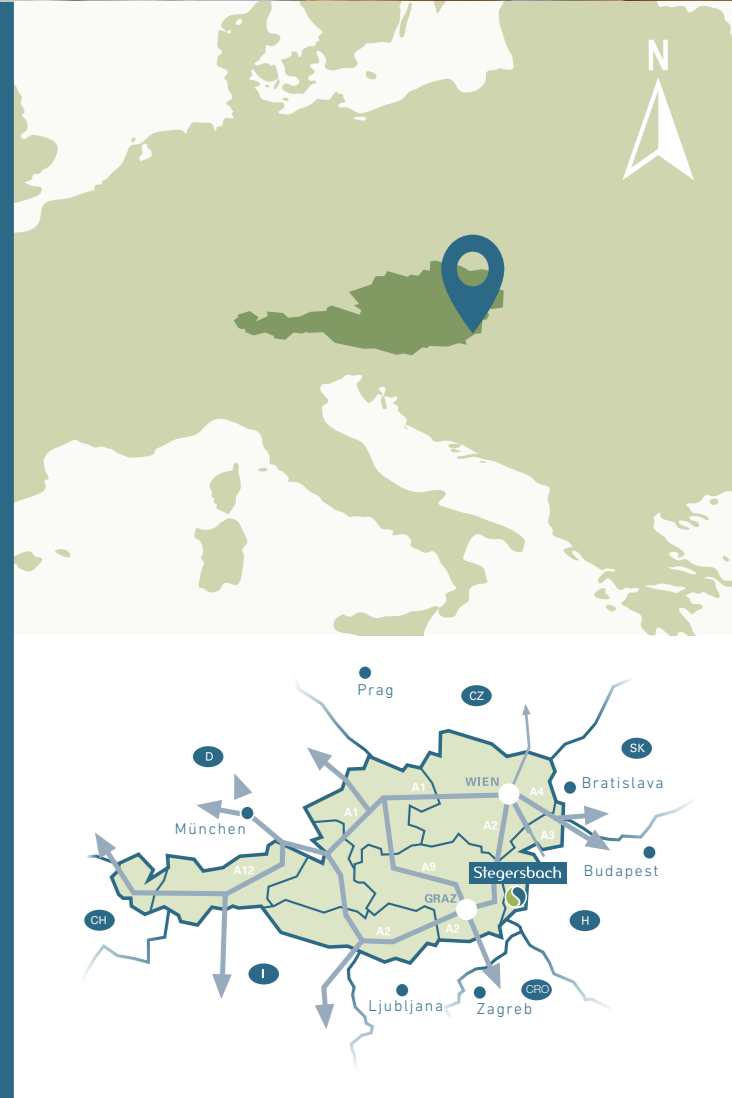 N
Prag
CZ
SK
D
A1
WIEN
A4
Bratislava
A1
München
A2
A3
A12
A9
Stegersbach
Budapest
GRAZ
CH
A2
A2
H
I
CRO
Ljubljana
Zagreb